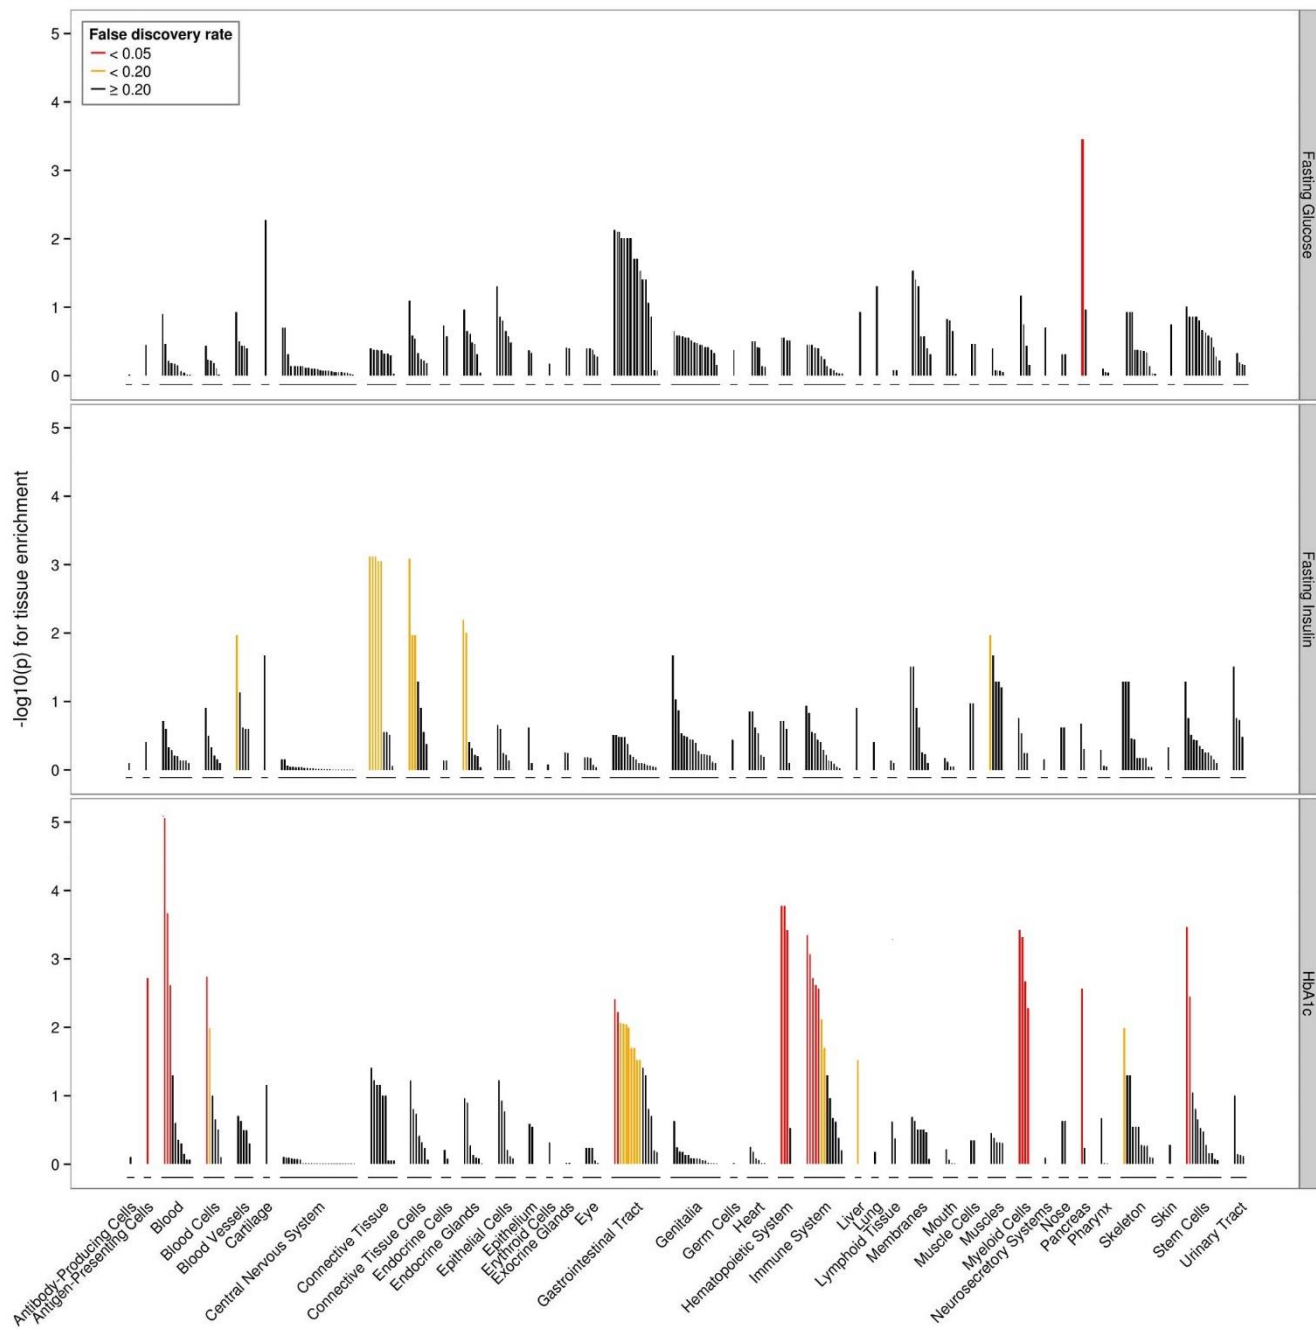 False discovery rate
< 0.05
< 0.20
≥ 0.20
5
4
3
2
1
0
Fasting Glucose
-log10(p) for tissue enrichment
5
4
3
2
1
0
Fasting Insulin
5
4
3
2
1
0
HbA1c
Antibody-Producing Cells
Antigen-Presenting Cells
Blood
Blood Cells
Blood Vessels
Cartilage
Central Nervous System
Connective Tissue
Connective Tissue Cells
Endocrine Cells
Endocrine Glands
Epithelial Cells
Epithelium
Erythroid Cells
Exocrine Glands
Eye
Gastrointestinal Tract
Genitalia
Germ Cells
Heart
Hematopoietic System
Immune System
Liver
Lung
Lymphoid Tissue
Membranes
Mouth
Muscle Cells
Muscles
Myeloid Cells
Neurosecretory Systems
Nose
Pancreas
Pharynx
Skeleton
Skin
Stem Cells
Urinary Tract